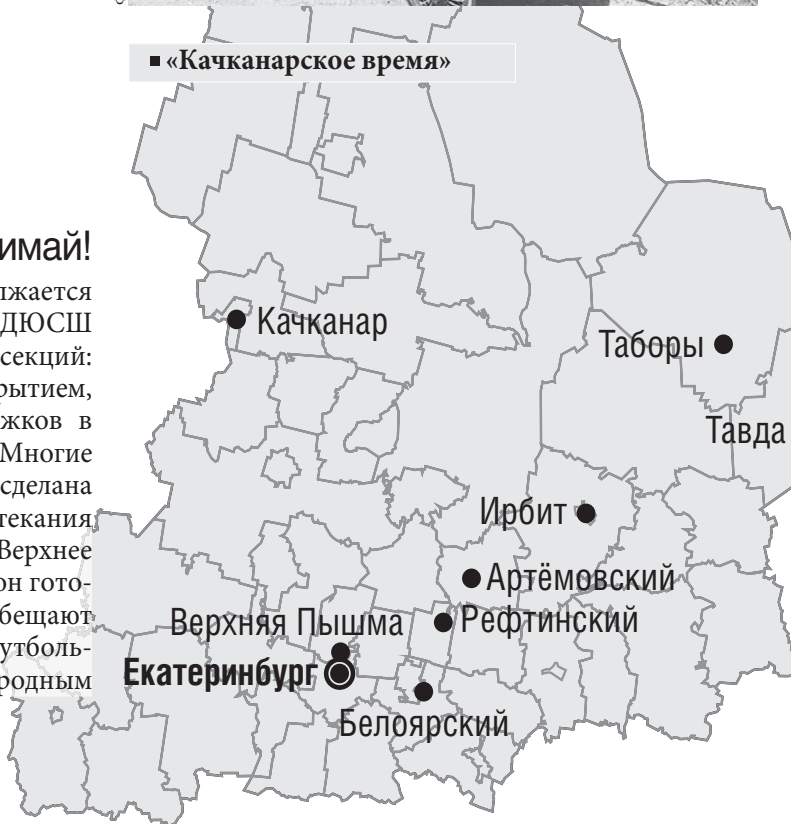 ■ «Качканарское время»
имай!
лжается
ДЮСШ
секций:
рытием,
жков в
Многие
сделана
текания
Верхнее
он гото-
бещают
утболь-
родным
Качканар
Таборы
Тавда
Ирбит
Артёмовский
Рефтинский
Верхняя Пышма
Екатеринбург
Белоярский